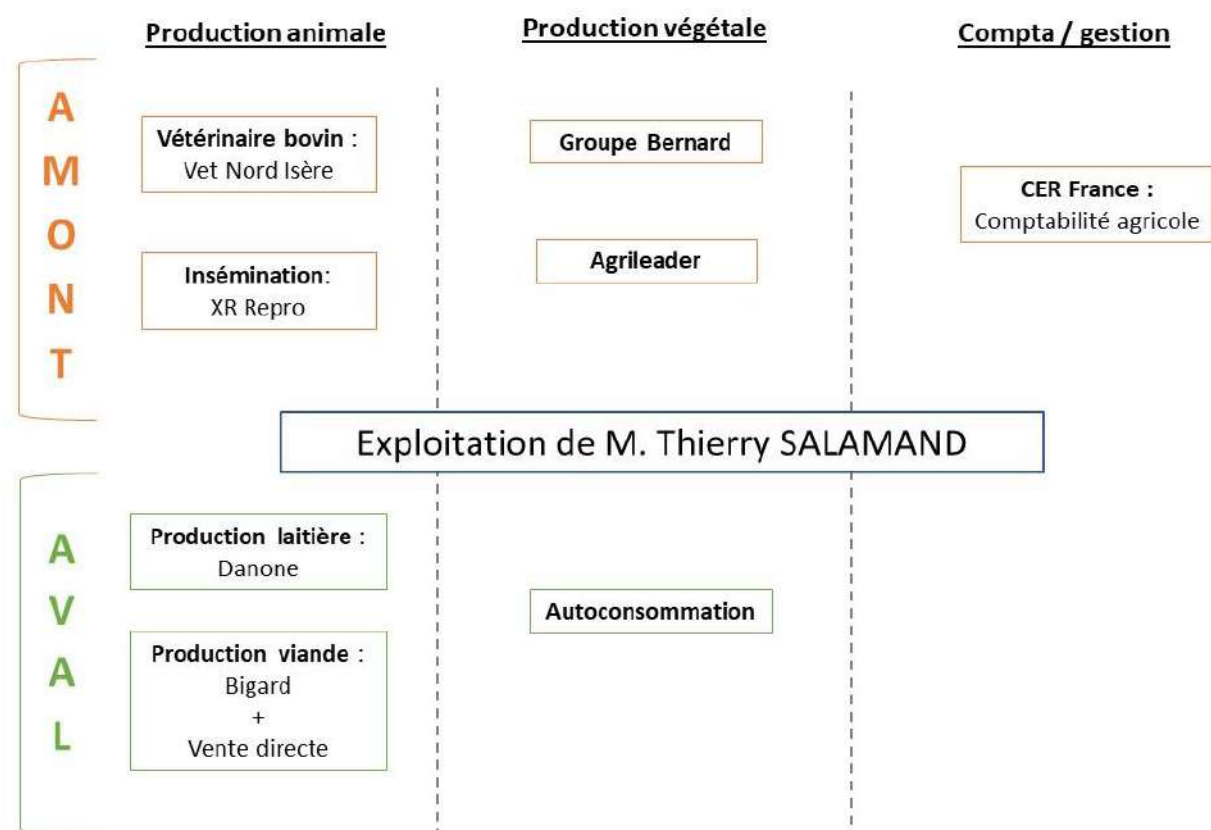 Production animale
Production végétale
Compta / gestion
A
M
O
N
T
Vétérinaire bovin :
Vet Nord Isère
Groupe Bernard
CER France :
Comptabilité agricole
Insémination:
XR Repro
Agrileader
Exploitation de M. Thierry SALAMAND
A
V
A
L
Production laitière :
Danone
Autoconsommation
Production viande :
Bigard
+
Vente directe